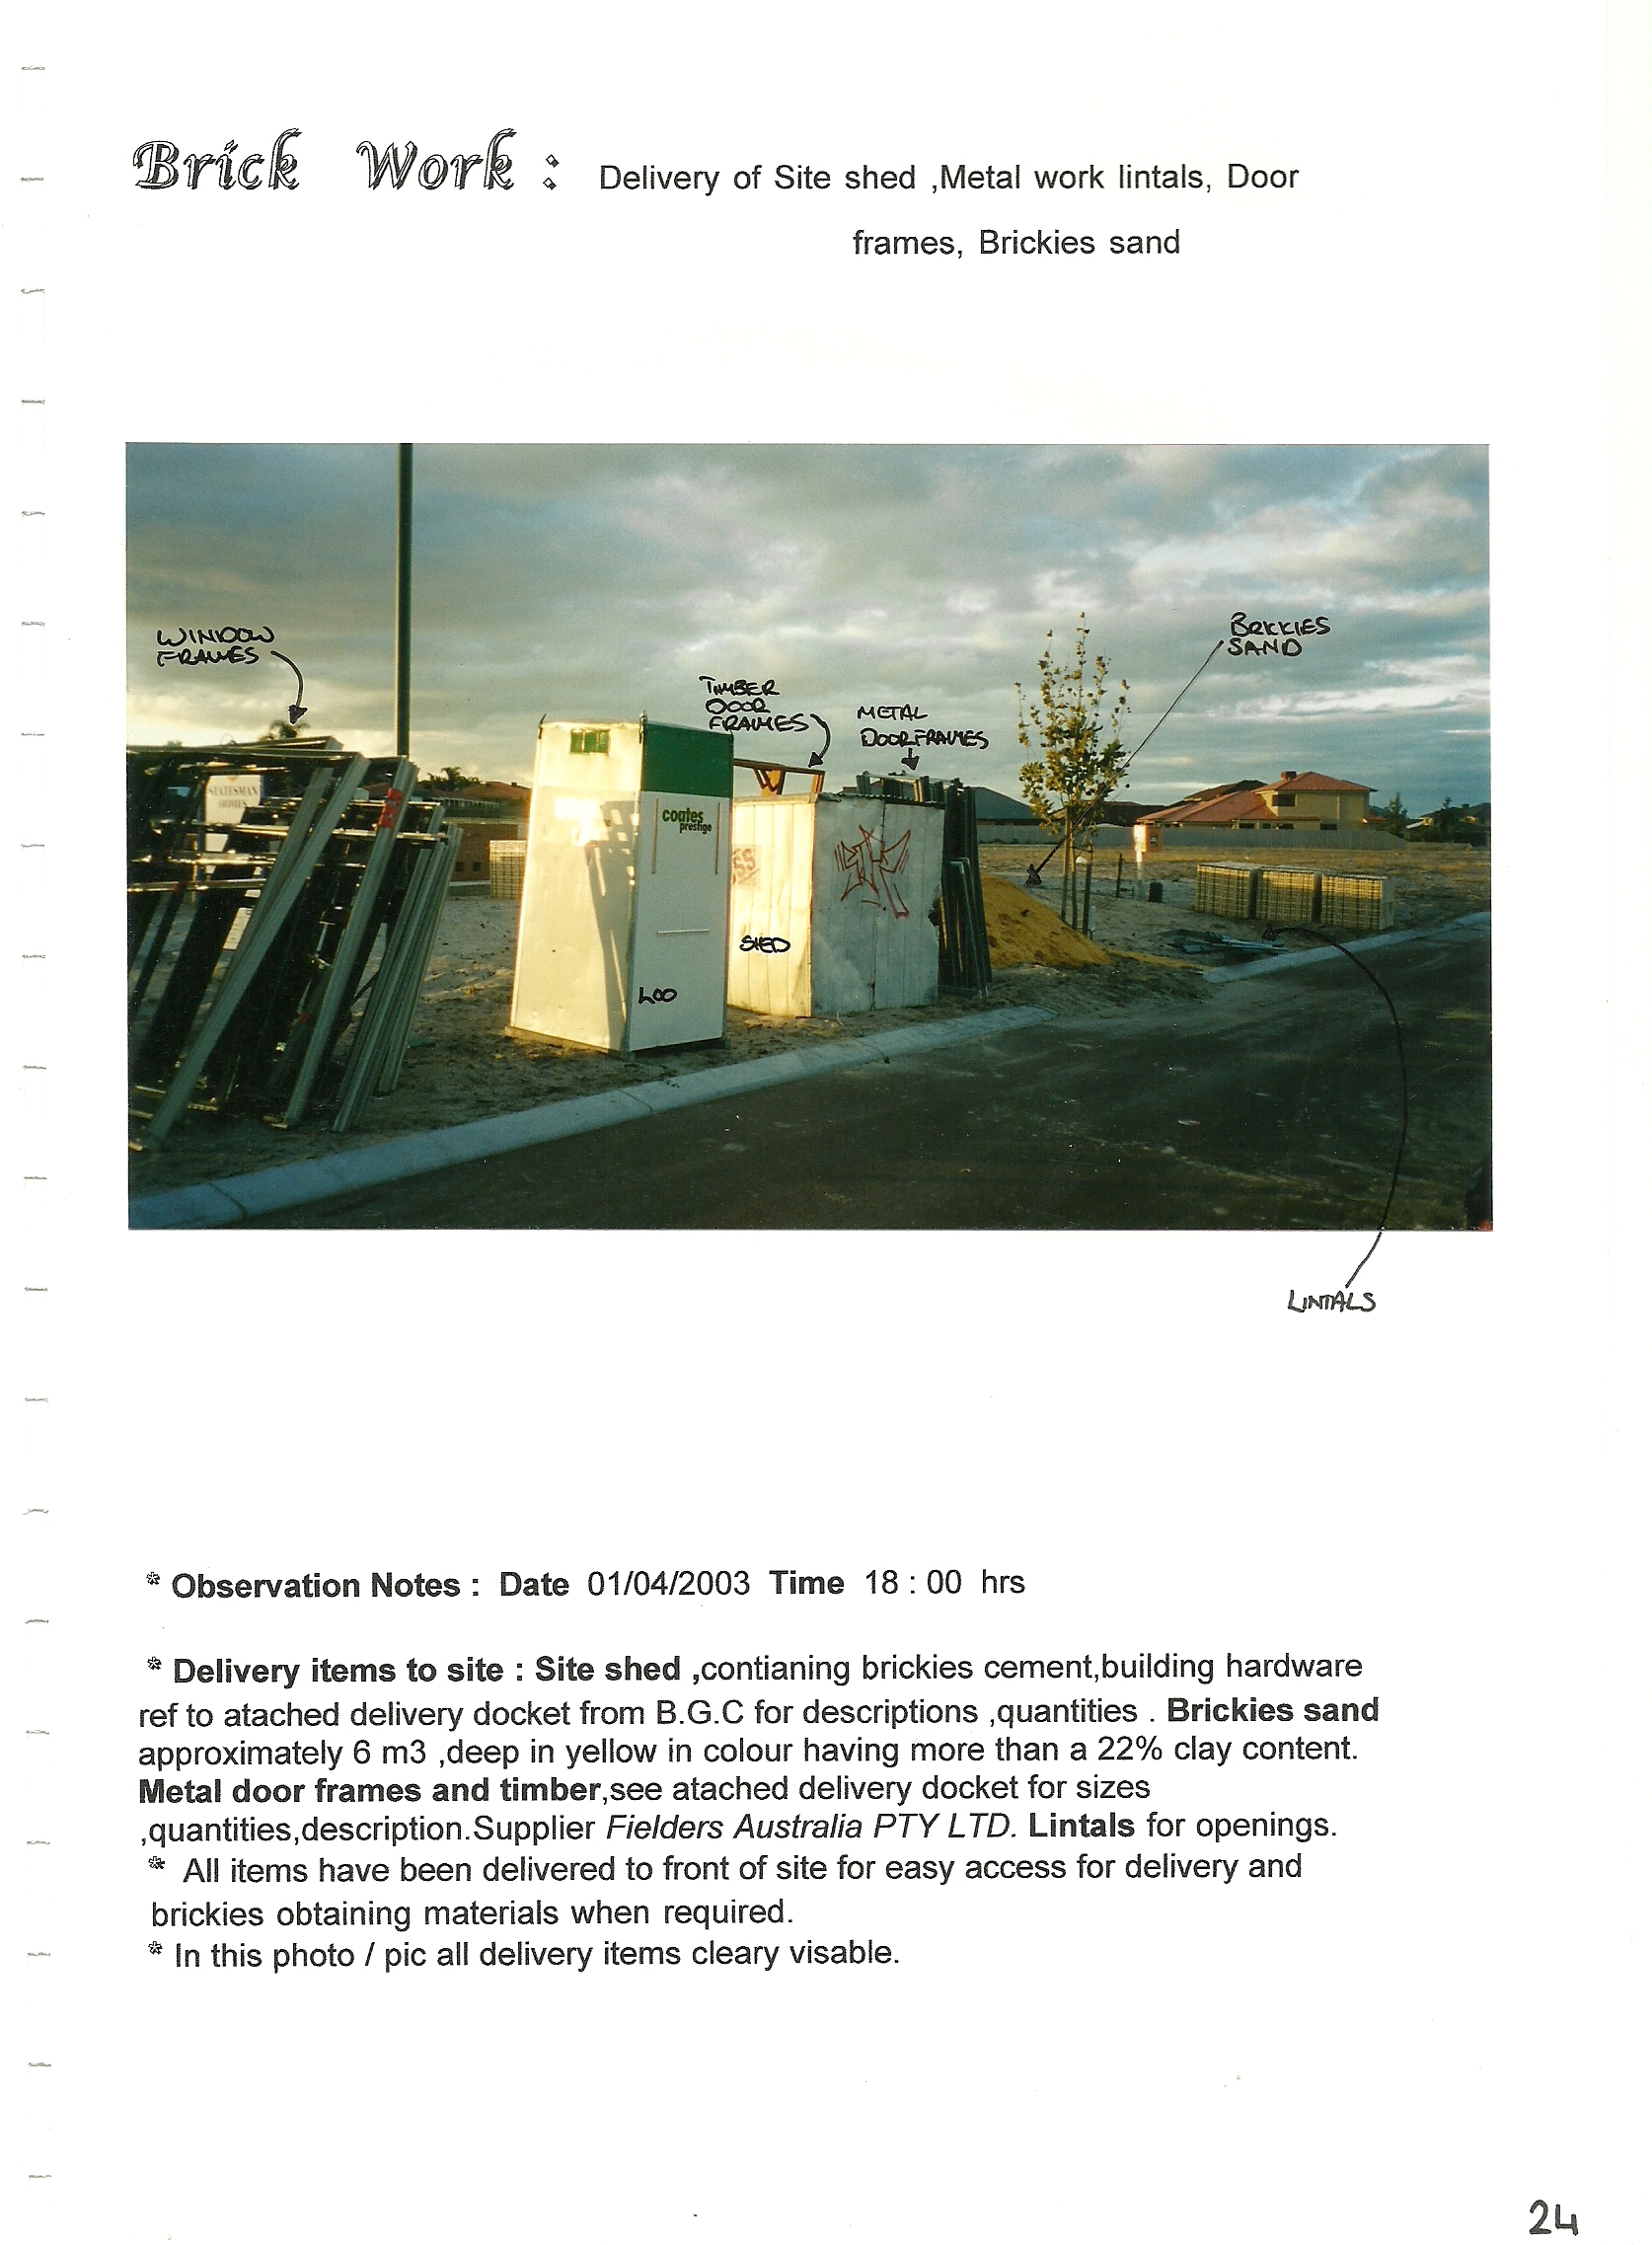 Brick Work : Delivery of Site shed ,Metal work lintals, Door
frames, Brickies sand
WINDOW
FRAMES
TIMBER
DOOR
FRAMES
METAL
DOORFRAMES
BRICKIES
SAND
STATESMAN
HOMES
coates
prestige
SHED
LOO
LINTALS
* Observation Notes : Date 01/04/2003 Time 18 : 00 hrs
* Delivery items to site : Site shed ,contianing brickies cement,building hardware
ref to atached delivery docket from B.G.C for descriptions ,quantities . Brickies sand
approximately 6 m3 ,deep in yellow in colour having more than a 22% clay content.
Metal door frames and timber,see atached delivery docket for sizes
,quantities,description.Supplier Fielders Australia PTY LTD. Lintals for openings.
* All items have been delivered to front of site for easy access for delivery and
brickies obtaining materials when required.
* In this photo / pic all delivery items cleary visable.
24